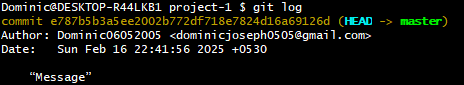 Dominic@DESKTOP-R44LKB1 project-1 $ git log
commit e787b5b3a5ee2002b772df718e7824d16a69126d (HEAD -> master)
Author: Dominic06052005 <dominicjoseph0505@gmail.com>
Date:   Sun Feb 16 22:41:56 2025 +0530
“Message”